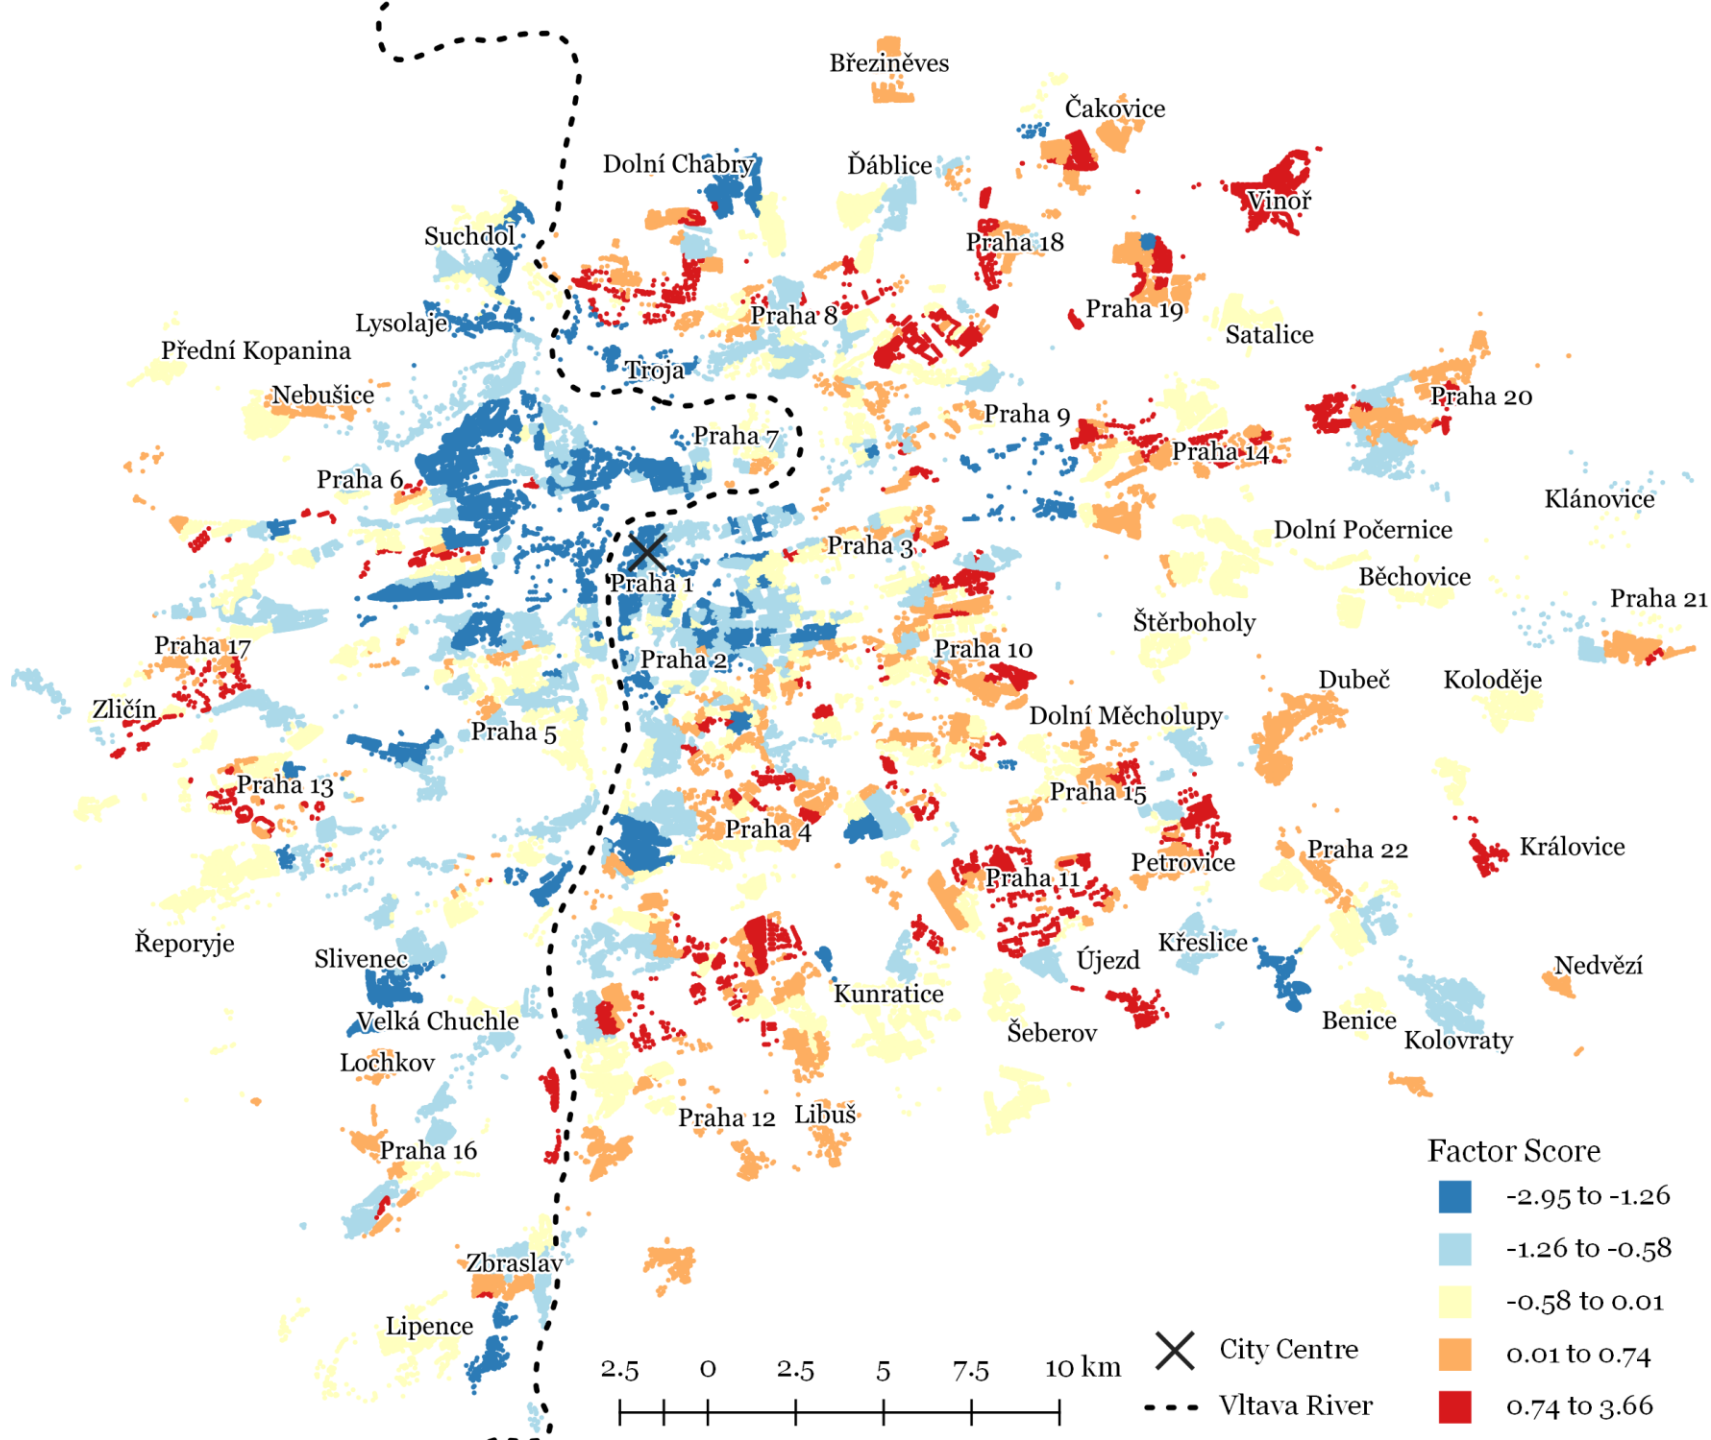 Březiněves
Čakovice
Dolní Chabry
Ďáblice
Vinoř
Suchdol
Praha 18
Lysolaje
Praha 8
Praha 19
Satalice
Přední Kopanina
Troja
Nebušice
Praha 20
Praha 9
Praha 7
Praha 14
Praha 6
Klánovice
Dolní Počernice
Praha 3
Praha 1
Běchovice
Praha 21
Štěrboholy
Praha 17
Praha 10
Praha 2
Dubeč
Koloděje
Zličín
Dolní Měcholupy
Praha 5
Praha 13
Praha 15
Praha 4
Královice
Praha 22
Petrovice
Praha 11
Řeporyje
Křeslice
Slivenec
Újezd
Nedvězí
Kunratice
Velká Chuchle
Benice
Šeberov
Kolovraty
Lochkov
Praha 12
Libuš
Praha 16
Zbraslav
Lipence
Factor Score
-2.95 to -1.26
-1.26 to -0.58
-0.58 to 0.01
0.01 to 0.74
0.74 to 3.66
City Centre
Vltava River
2.5 0 2.5 5 7.5 10 km